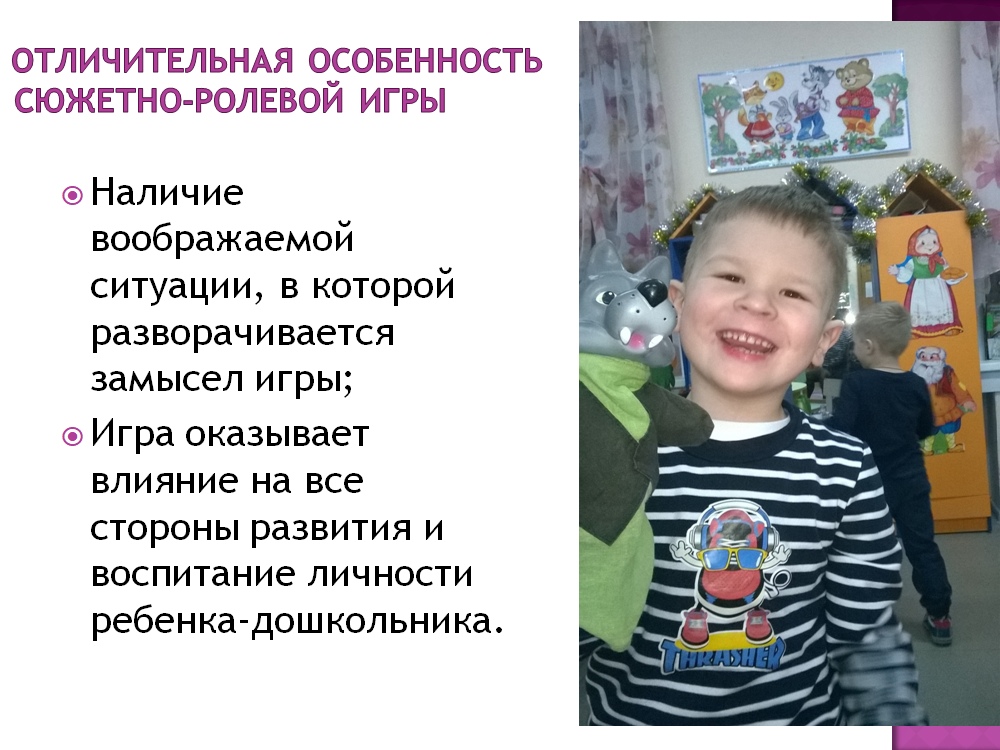 ОТЛИЧИТЕЛЬНАЯ ОСОБЕННОСТЬ
СЮЖЕТНО-РОЛЕВОЙ ИГРЫ
Наличие
воображаемой
ситуации, в которой
разворачивается
замысел игры;
Игра оказывает
влияние на все
стороны развития и
воспитание личности
ребенка-дошкольника.
THRASHER